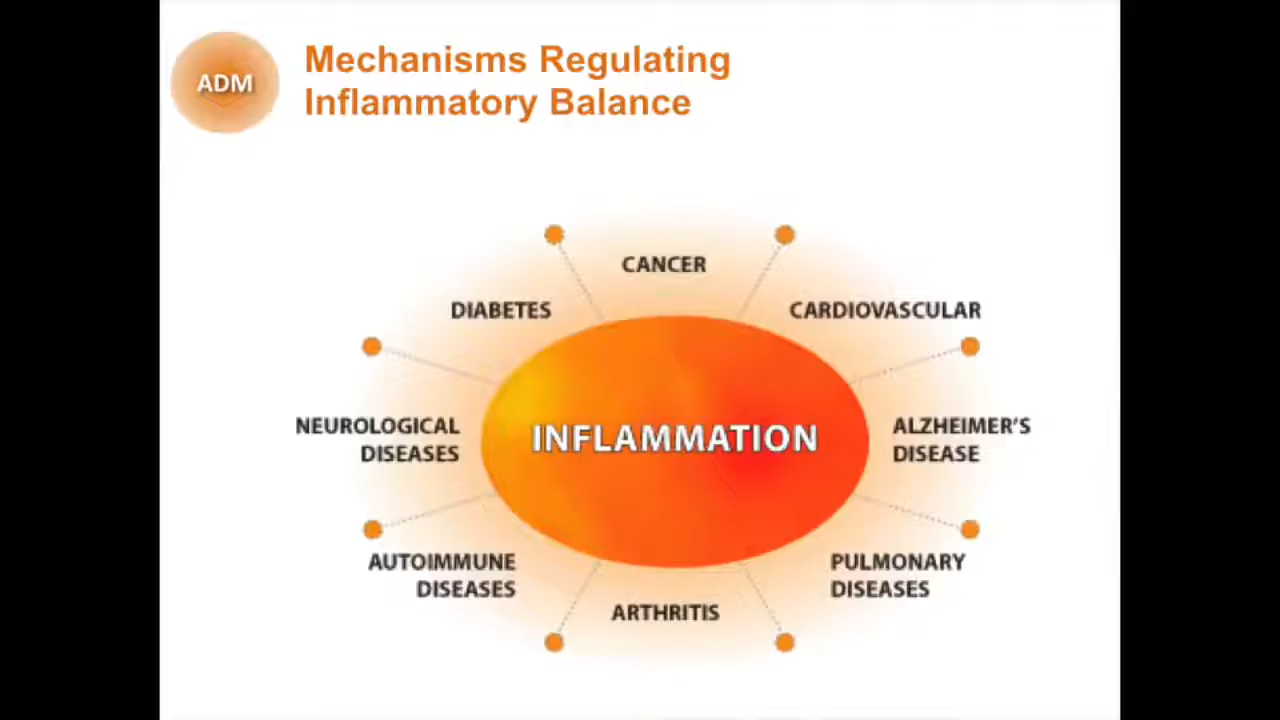 ADM
Mechanisms Regulating
Inflammatory Balance
CANCER
DIABETES
CARDIOVASCULAR
NEUROLOGICAL
DISEASES
INFLAMMATION
ALZHEIMER'S
DISEASE
AUTOIMMUNE
DISEASES
PULMONARY
DISEASES
ARTHRITIS